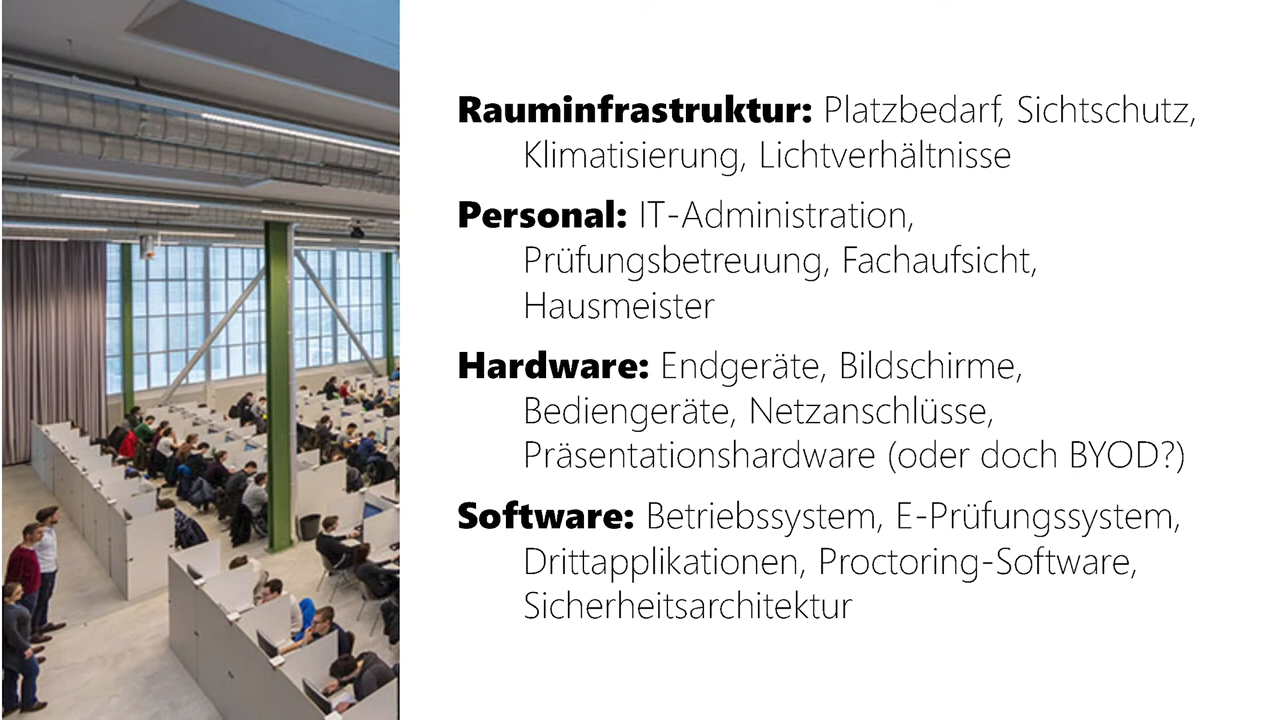 Rauminfrastruktur: Platzbedarf, Sichtschutz,
Klimatisierung, Lichtverhältnisse
Personal: IT-Administration,
Prüfungsbetreuung, Fachaufsicht,
Hausmeister
Hardware: Endgeräte, Bildschirme,
Bediengeräte, Netzanschlüsse,
Präsentationshardware (oder doch BYOD?)
Software: Betriebssystem, E-Prüfungssystem,
Drittapplikationen, Proctoring-Software,
Sicherheitsarchitektur